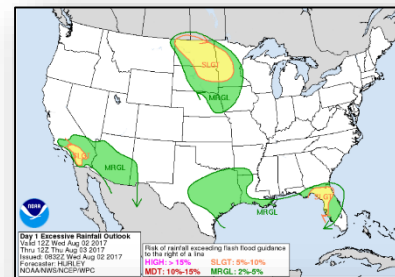 SLGT
MRGL
SLGT
MRGL
SLGT
MRGL
NOAA
Day 1 Excessive Rainfall Outlook
Valid 12Z Wed Aug 02 2017
Thru 12Z Thu Aug 03 2017
Issued: 0832Z Wed Aug 02 2017
Forecaster: HURLEY
NOAA/NWS/NCEP/WPC
Risk of rainfall exceeding flash flood guidance
to the right of a line
HIGH: > 15% SLGT: 5%-10%
MDT: 10%-15% MRGL: 2%-5%